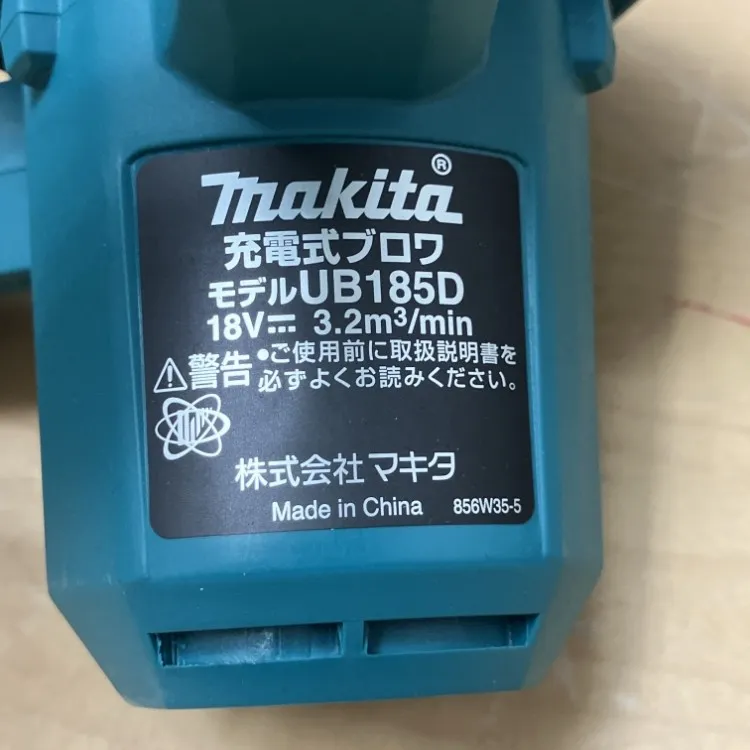 makita®
充電式ブロワ
モデルUB185D
18V⎓ 3.2m³/min
⚠警告 •ご使用前に取扱説明書を
必ずよくお読みください。
株式会社マキタ
Made in China 856W35-5